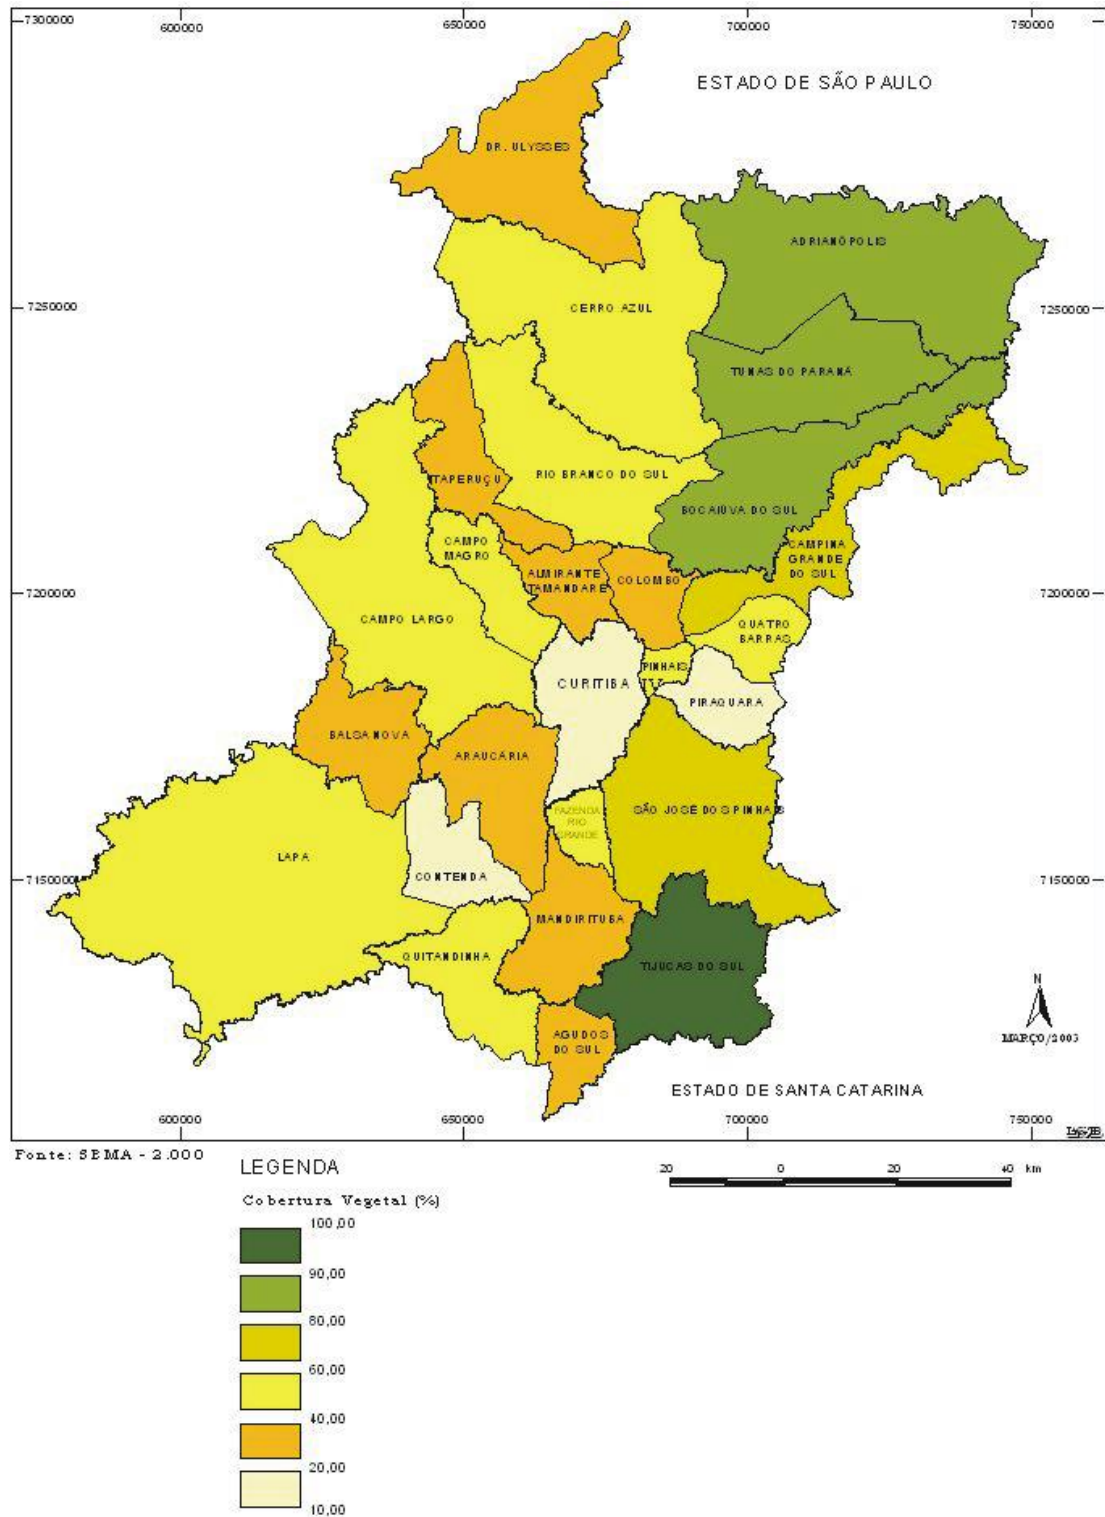 7300000
600000
650000
700000
750000
ESTADO DE SÃO PAULO
DR. ULYSSES
ADRIANÓPOLIS
7250000
CERRO AZUL
7250000
TUNAS DO PARANÁ
ITAPERUÇU
RIO BRANCO DO SUL
BOCAIÚVA DO SUL
CAMPO
MAGRO
CAMPINA
GRANDE
DO SUL
ALMIRANTE
TAMANDARÉ
COLOMBO
7200000
7200000
CAMPO LARGO
QUATRO
BARRAS
PINHAIS
CURITIBA
PIRAQUARA
BALSA NOVA
ARAUCÁRIA
FAZENDA
RIO
GRANDE
SÃO JOSÉ DOS PINHAIS
LAPA
CONTENDA
7150000
7150000
MANDIRITUBA
QUITANDINHA
TIJUCAS DO SUL
N
MARÇO/2003
AGUDOS
DO SUL
ESTADO DE SANTA CATARINA
600000
650000
700000
750000
Fonte: SEMA - 2.000
LEGENDA
20 0 20 40 km
Cobertura Vegetal (%)
100,00
90,00
80,00
60,00
40,00
20,00
10,00